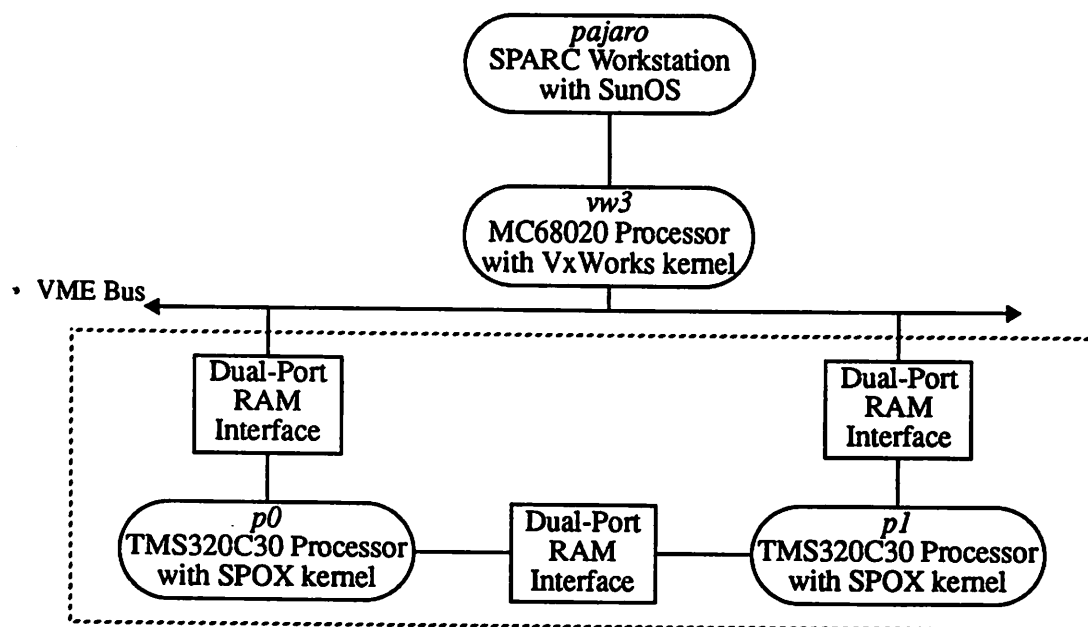 pajaro
SPARC Workstation
with SunOS
vw3
MC68020 Processor
with VxWorks kernel
VME Bus
Dual-Port
RAM
Interface
Dual-Port
RAM
Interface
p0
TMS320C30 Processor
with SPOX kernel
Dual-Port
RAM
Interface
p1
TMS320C30 Processor
with SPOX kernel